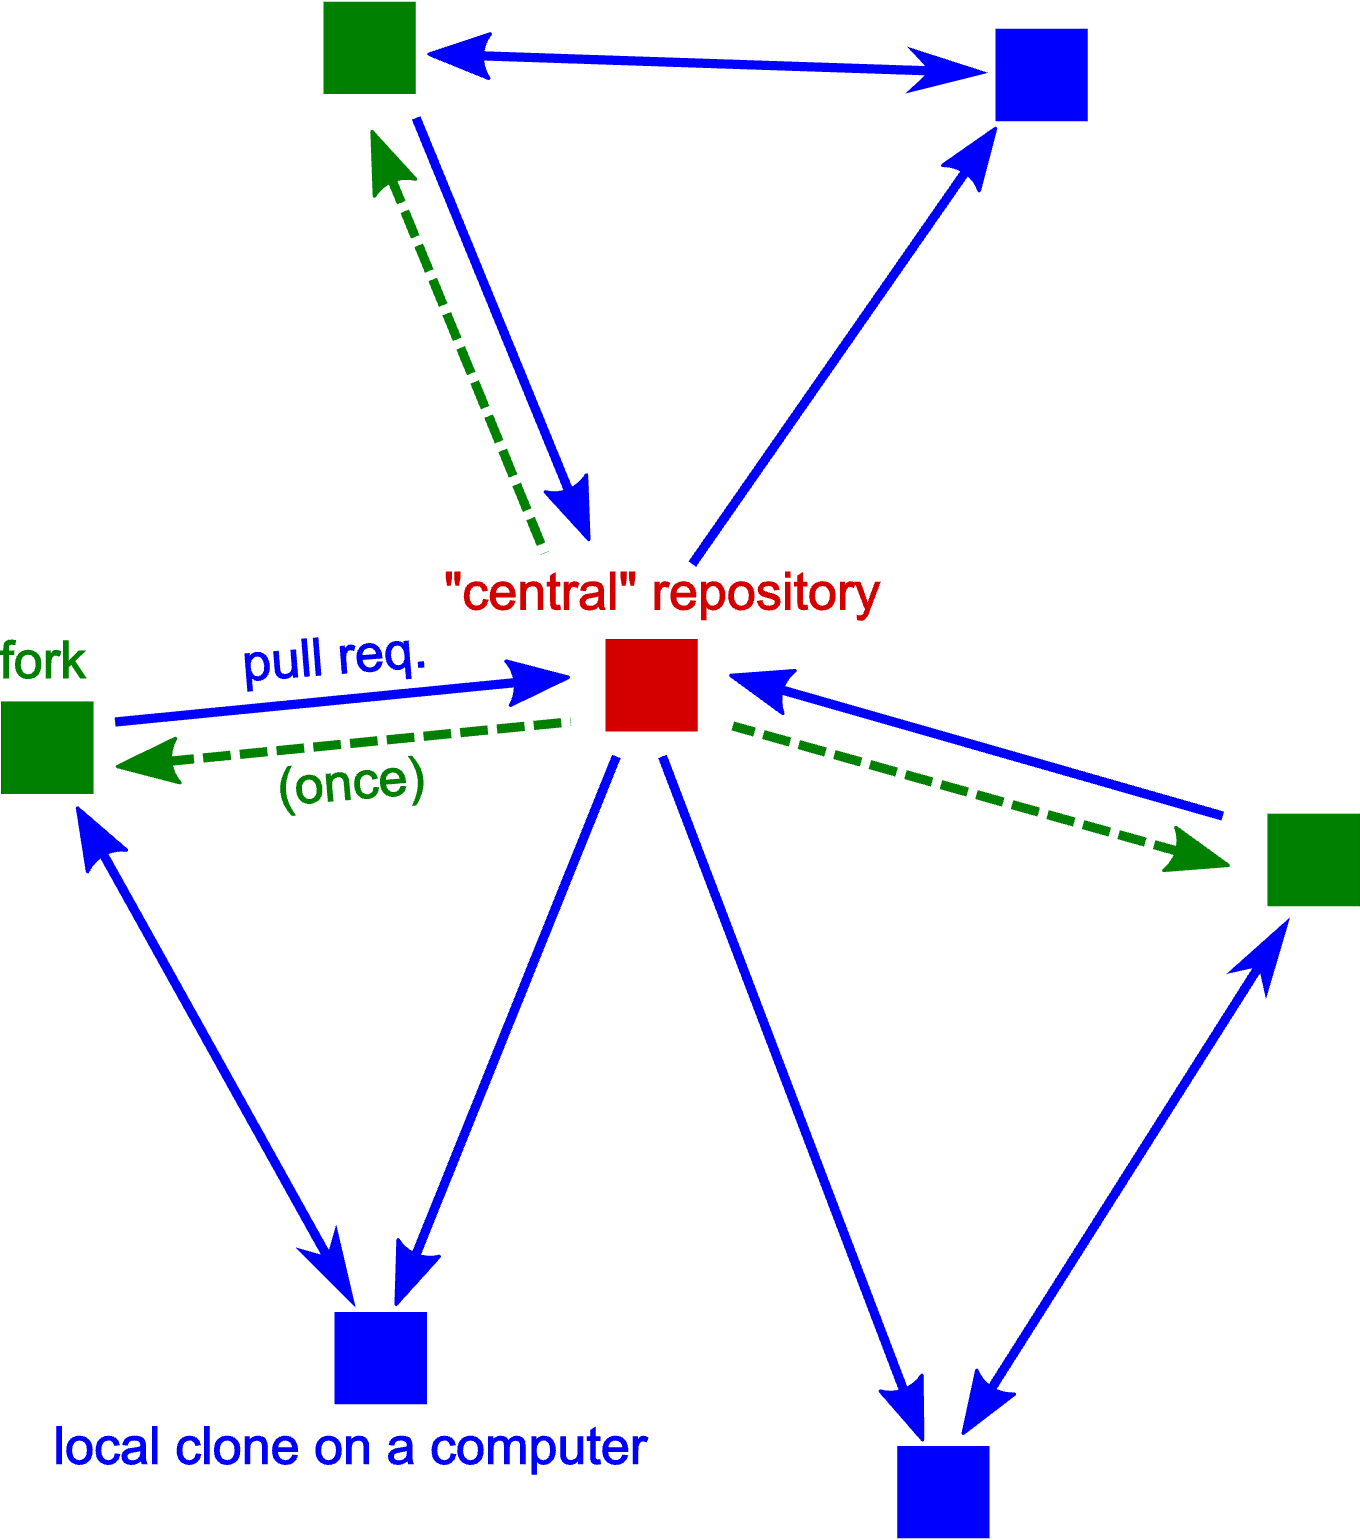 "central" repository
fork
pull req.
(once)
local clone on a computer